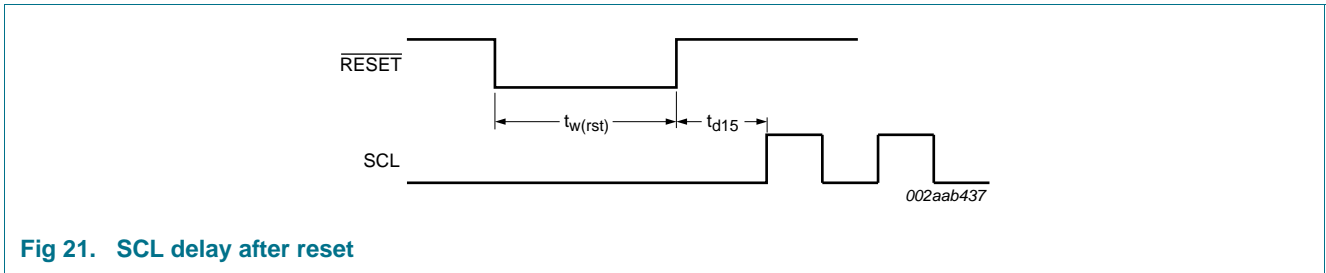 RESET
tw(rst)
td15
SCL
002aab437
Fig 21. SCL delay after reset